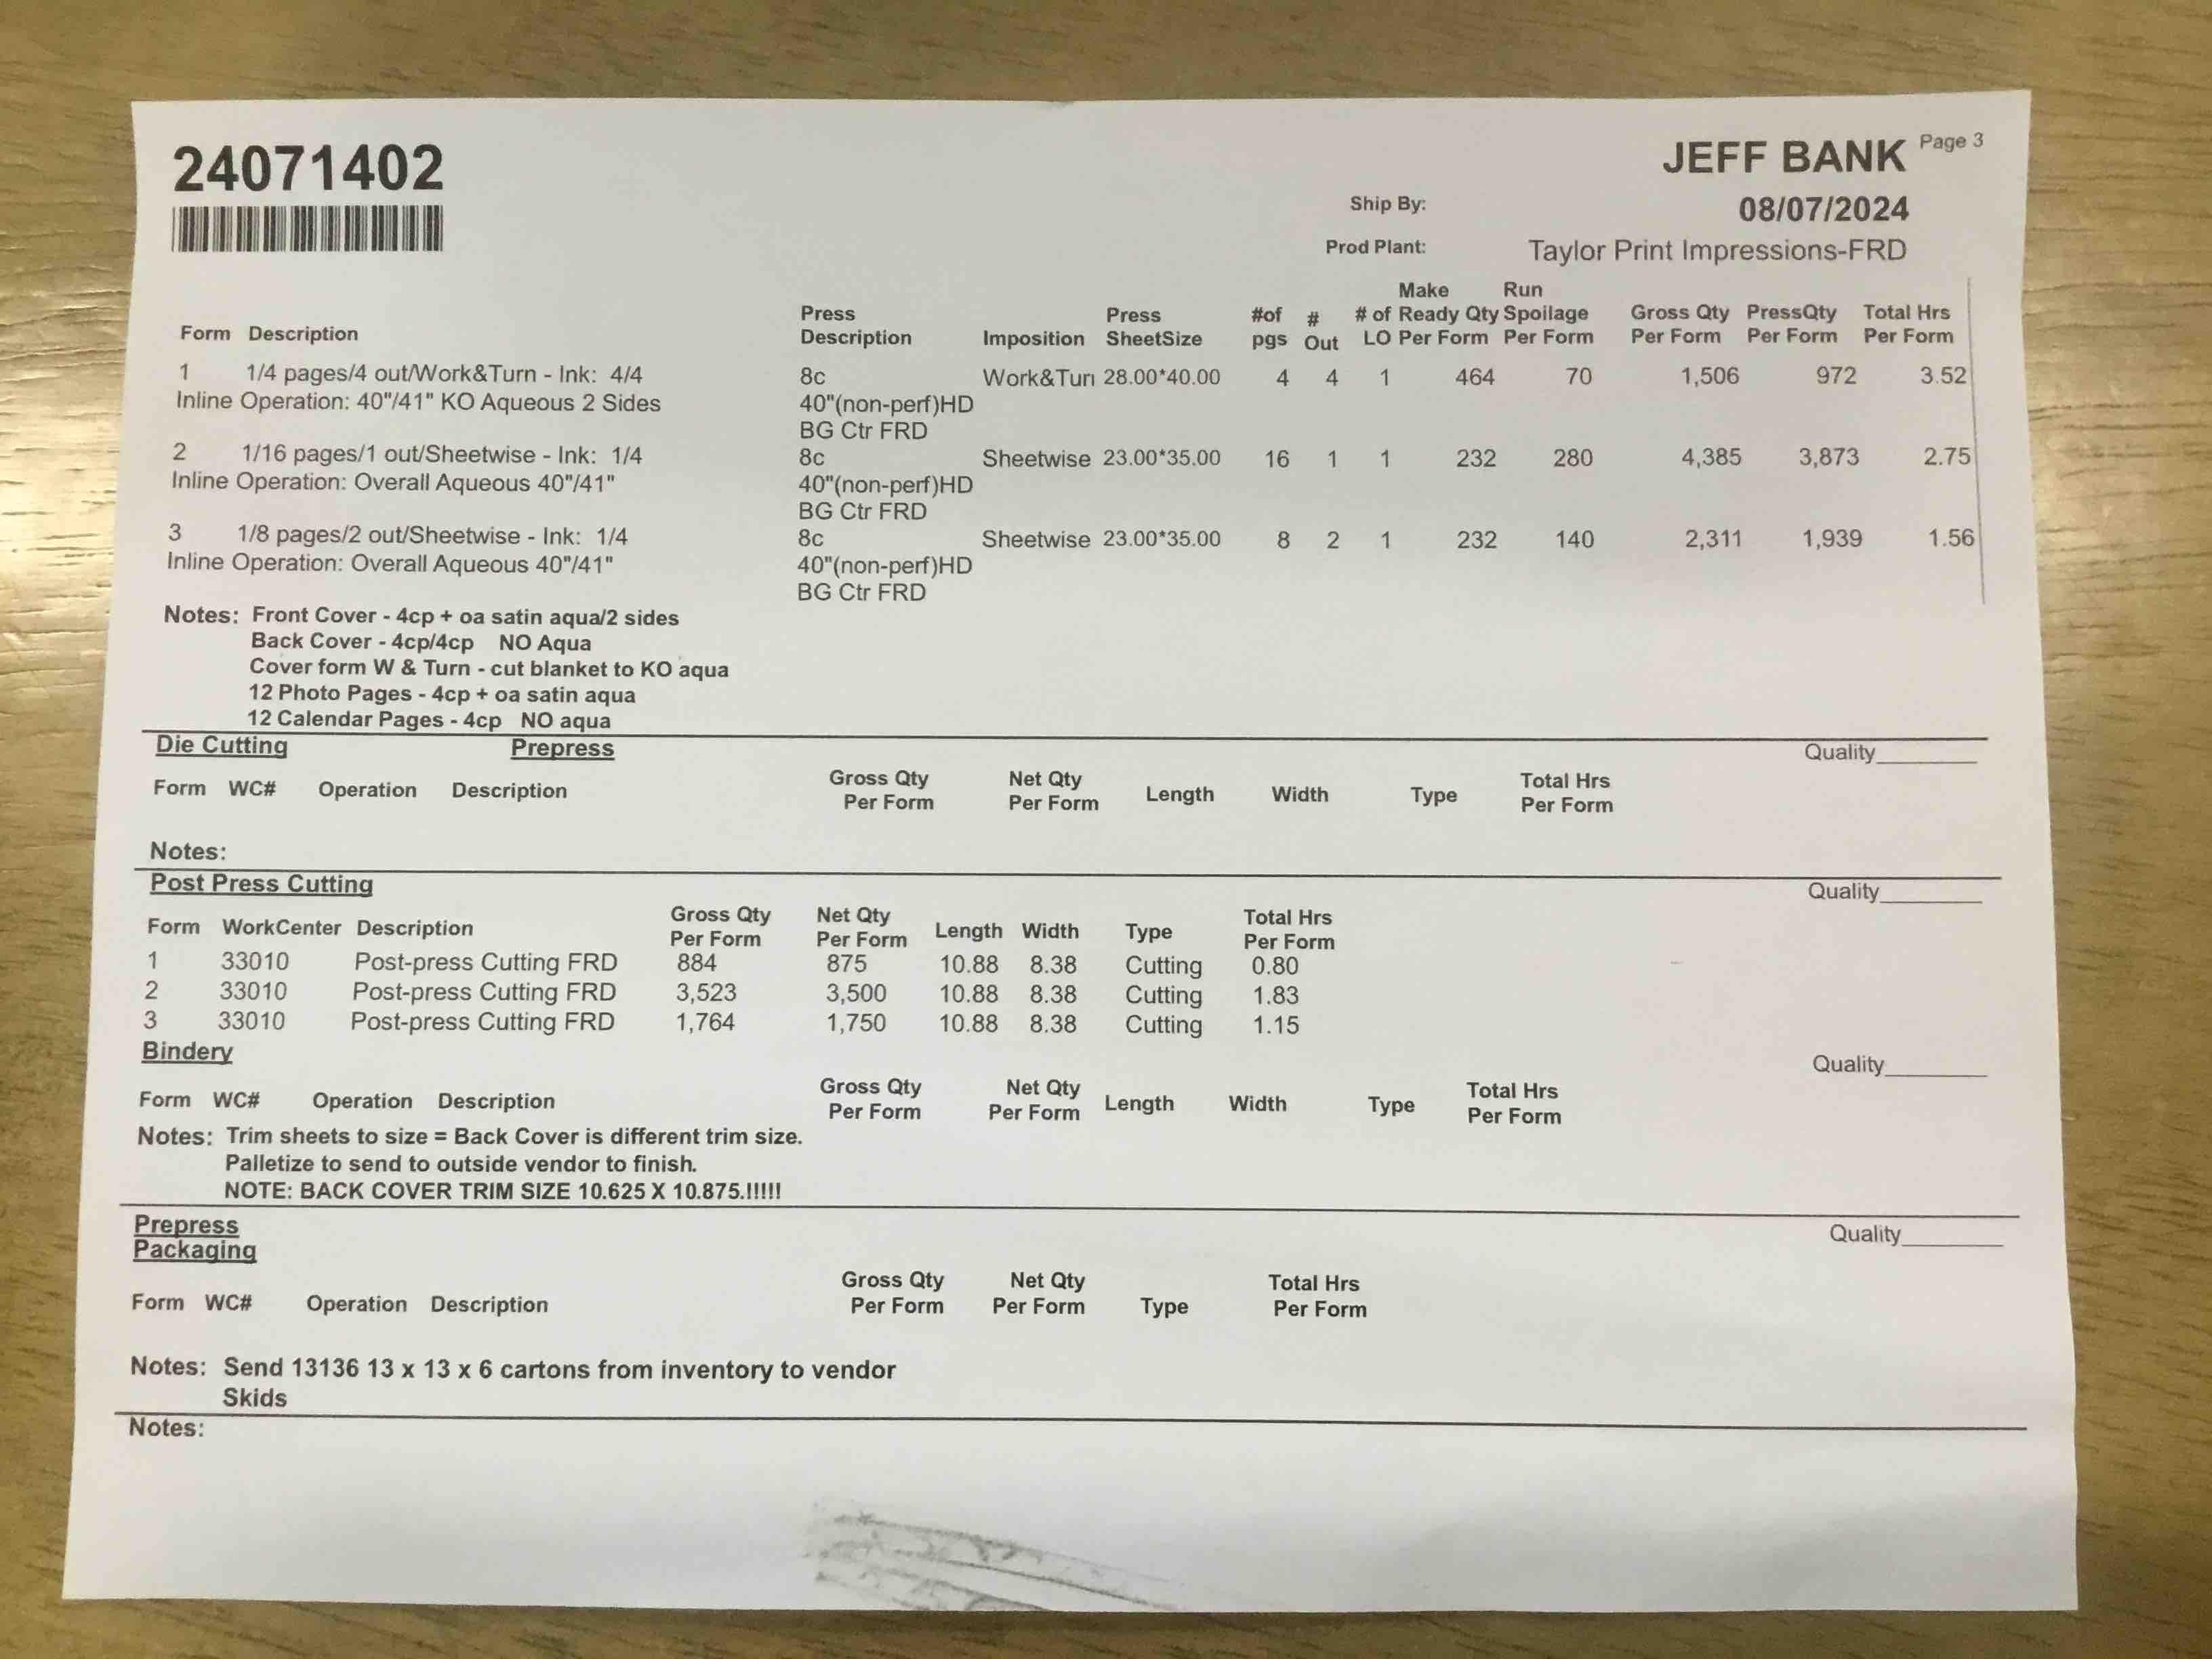 24071402
JEFF BANK Page 3
Ship By: 08/07/2024
Prod Plant: Taylor Print Impressions-FRD
Make Run
Press Press #of # # of Ready Qty Spoilage Gross Qty PressQty Total Hrs
Form Description Description Imposition SheetSize pgs Out LO Per Form Per Form Per Form Per Form Per Form
1 1/4 pages/4 out/Work&Turn - Ink: 4/4 8c Work&Turn 28.00*40.00 4 4 1 464 70 1,506 972 3.52
Inline Operation: 40"/41" KO Aqueous 2 Sides 40"(non-perf)HD
BG Ctr FRD
2 1/16 pages/1 out/Sheetwise - Ink: 1/4 8c Sheetwise 23.00*35.00 16 1 1 232 280 4,385 3,873 2.75
Inline Operation: Overall Aqueous 40"/41" 40"(non-perf)HD
BG Ctr FRD
3 1/8 pages/2 out/Sheetwise - Ink: 1/4 8c Sheetwise 23.00*35.00 8 2 1 232 140 2,311 1,939 1.56
Inline Operation: Overall Aqueous 40"/41" 40"(non-perf)HD
BG Ctr FRD
Notes: Front Cover - 4cp + oa satin aqua/2 sides
Back Cover - 4cp/4cp NO Aqua
Cover form W & Turn - cut blanket to KO aqua
12 Photo Pages - 4cp + oa satin aqua
12 Calendar Pages - 4cp NO aqua
Die Cutting Prepress Quality
Gross Qty Net Qty Total Hrs
Form WC# Operation Description Per Form Per Form Length Width Type Per Form
Notes:
Post Press Cutting Quality
Gross Qty Net Qty Total Hrs
Form WorkCenter Description Per Form Per Form Length Width Type Per Form
1 33010 Post-press Cutting FRD 884 875 10.88 8.38 Cutting 0.80
2 33010 Post-press Cutting FRD 3,523 3,500 10.88 8.38 Cutting 1.83
3 33010 Post-press Cutting FRD 1,764 1,750 10.88 8.38 Cutting 1.15
Bindery Quality
Gross Qty Net Qty Total Hrs
Form WC# Operation Description Per Form Per Form Length Width Type Per Form
Notes: Trim sheets to size = Back Cover is different trim size.
Palletize to send to outside vendor to finish.
NOTE: BACK COVER TRIM SIZE 10.625 X 10.875.!!!!!
Prepress Quality
Packaging
Gross Qty Net Qty Total Hrs
Form WC# Operation Description Per Form Per Form Type Per Form
Notes: Send 13136 13 x 13 x 6 cartons from inventory to vendor
Skids
Notes: